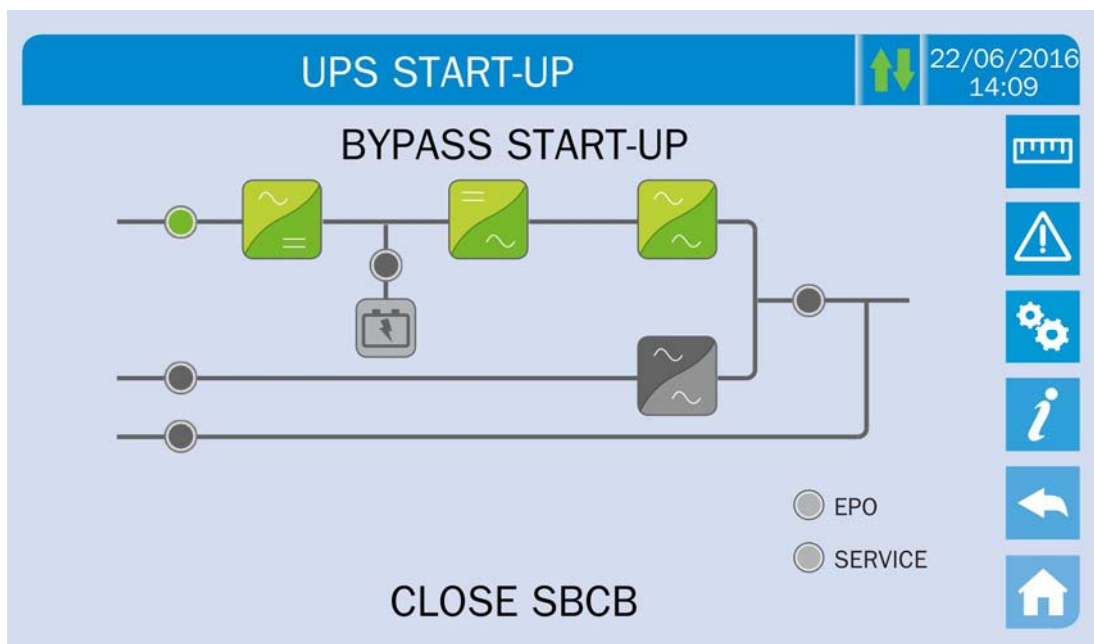 UPS START-UP
22/06/2016
14:09
BYPASS START-UP
EPO
SERVICE
CLOSE SBCB